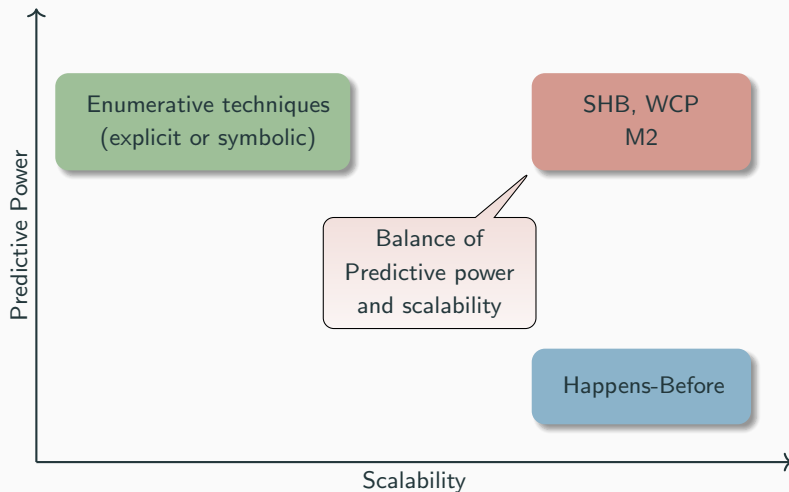 Enumerative techniques
(explicit or symbolic)
SHB, WCP
M2
Balance of
Predictive power
and scalability
Happens-Before
Predictive Power
Scalability